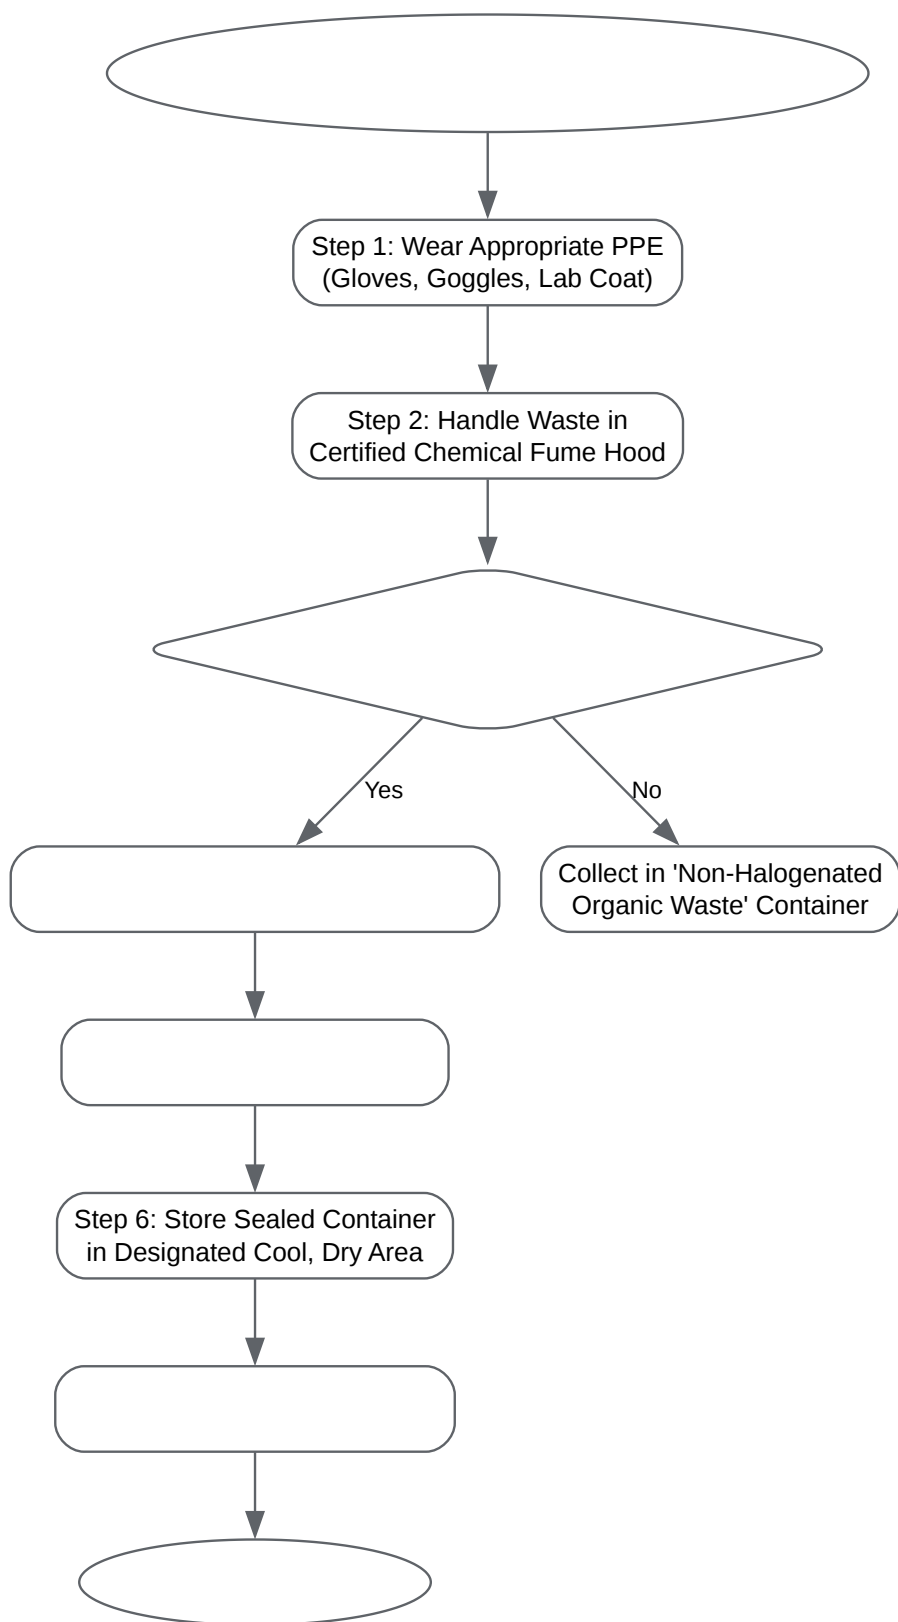 Step 1: Wear Appropriate PPE
(Gloves, Goggles, Lab Coat)
Step 2: Handle Waste in
Certified Chemical Fume Hood
Yes
No
Collect in 'Non-Halogenated
Organic Waste' Container
Step 6: Store Sealed Container
in Designated Cool, Dry Area